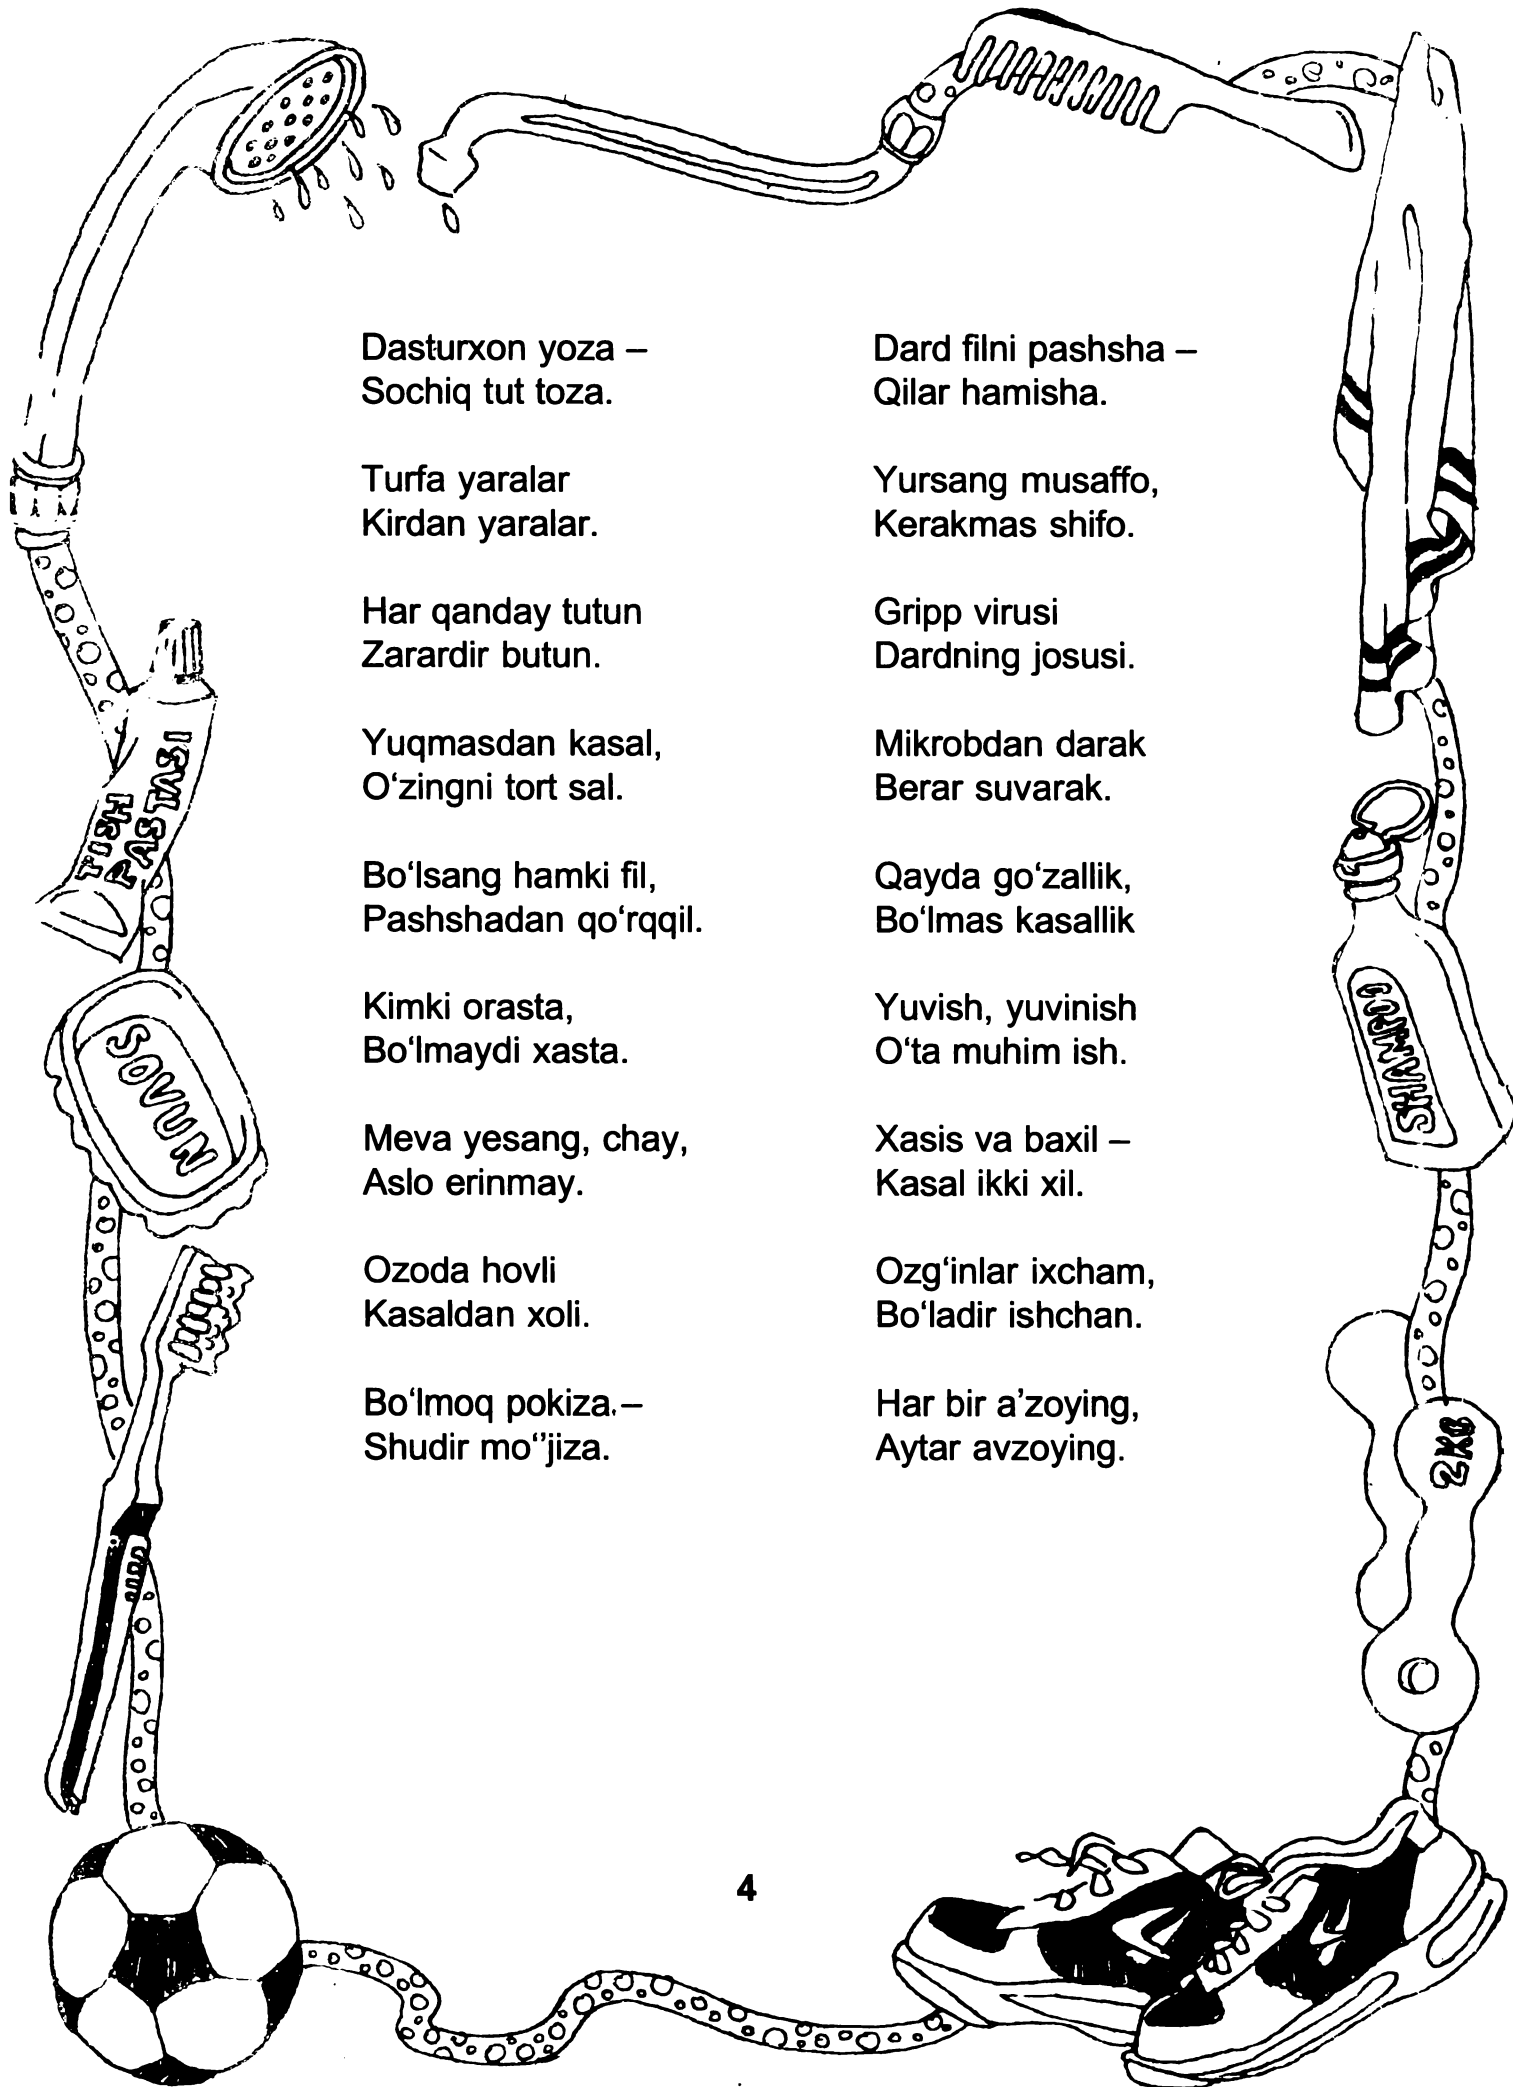 Dasturxon yoza –
Sochiq tut toza.
Turfa yaralar
Kirdan yaralar.
Har qanday tutun
Zarardir butun.
Yuqmasdan kasal,
O‘zingni tort sal.
Bo‘lsang hamki fil,
Pashshadan qo‘rqqil.
Kimki orasta,
Bo‘lmaydi xasta.
Meva yesang, chay,
Aslo erinmay.
Ozoda hovli
Kasaldan xoli.
Bo‘lmoq pokiza.–
Shudir mo‘'jiza.
Dard filni pashsha –
Qilar hamisha.
Yursang musaffo,
Kerakmas shifo.
Gripp virusi
Dardning josusi.
Mikrobdan darak
Berar suvarak.
Qayda go‘zallik,
Bo‘lmas kasallik
Yuvish, yuvinish
O‘ta muhim ish.
Xasis va baxil –
Kasal ikki xil.
Ozg‘inlar ixcham,
Bo‘ladir ishchan.
Har bir a’zoying,
Aytar avzoying.
TISH
PASTASI
SOVUN
SHAMPUN
2KG
4